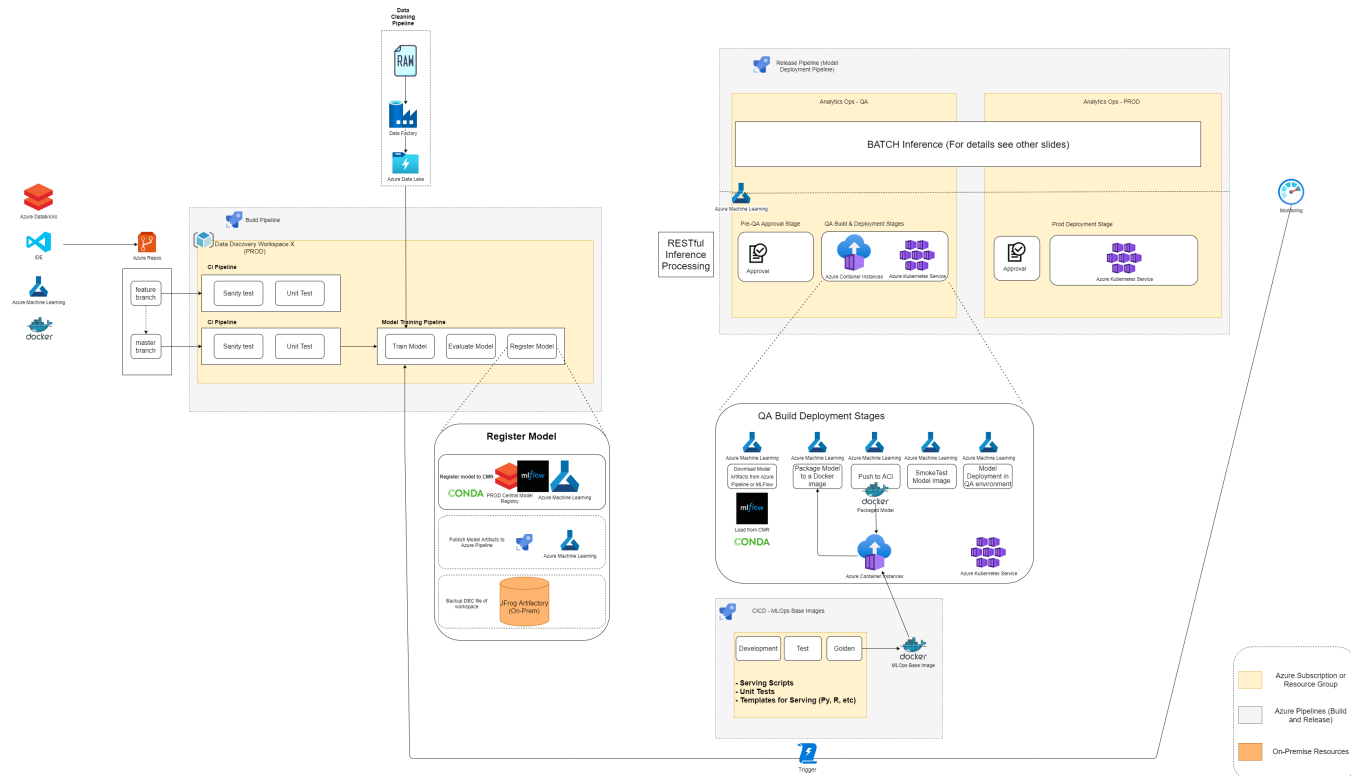 Data
Cleaning
Pipeline
RAW
Data Factory
Azure Data Lake
Azure Databricks
IDE
Azure Machine Learning
docker
Azure Repos
feature
branch
master
branch
Build Pipeline
Data Discovery Workspace X
(PROD)
CI Pipeline
Sanity test
Unit Test
CI Pipeline
Sanity test
Unit Test
Model Training Pipeline
Train Model
Evaluate Model
Register Model
Register Model
Register model to CMR
CONDA
PROD Central Model
Registry
mlflow
Azure Machine Learning
Publish Model Artifacts to
Azure Pipeline
Azure Machine Learning
Backup DBC file of
workspace
JFrog Artifactory
(On-Prem)
Release Pipeline (Model
Deployment Pipeline)
Analytics Ops - QA
Analytics Ops - PROD
BATCH Inference (For details see other slides)
Azure Machine Learning
RESTful
Inference
Processing
Pre-QA Approval Stage
Approval
QA Build & Deployment Stages
Azure Container Instances
Azure Kubernetes Service
Prod Deployment Stage
Approval
Azure Kubernetes Service
Monitoring
QA Build Deployment Stages
Azure Machine Learning
Azure Machine Learning
Azure Machine Learning
Azure Machine Learning
Azure Machine Learning
Download Model
Artifacts from Azure
Pipeline or MLFlow
Package Model
to a Docker
image
Push to ACI
SmokeTest
Model Image
Model
Deployment in
QA environment
mlflow
Load from CMR
CONDA
docker
Packaged Model
Azure Container Instances
Azure Kubernetes Service
CICD - MLOps Base Images
Development
Test
Golden
docker
MLOps Base Image
- Serving Scripts
- Unit Tests
- Templates for Serving (Py, R, etc)
Trigger
Azure Subscription or
Resource Group
Azure Pipelines (Build
and Release)
On-Premise Resources